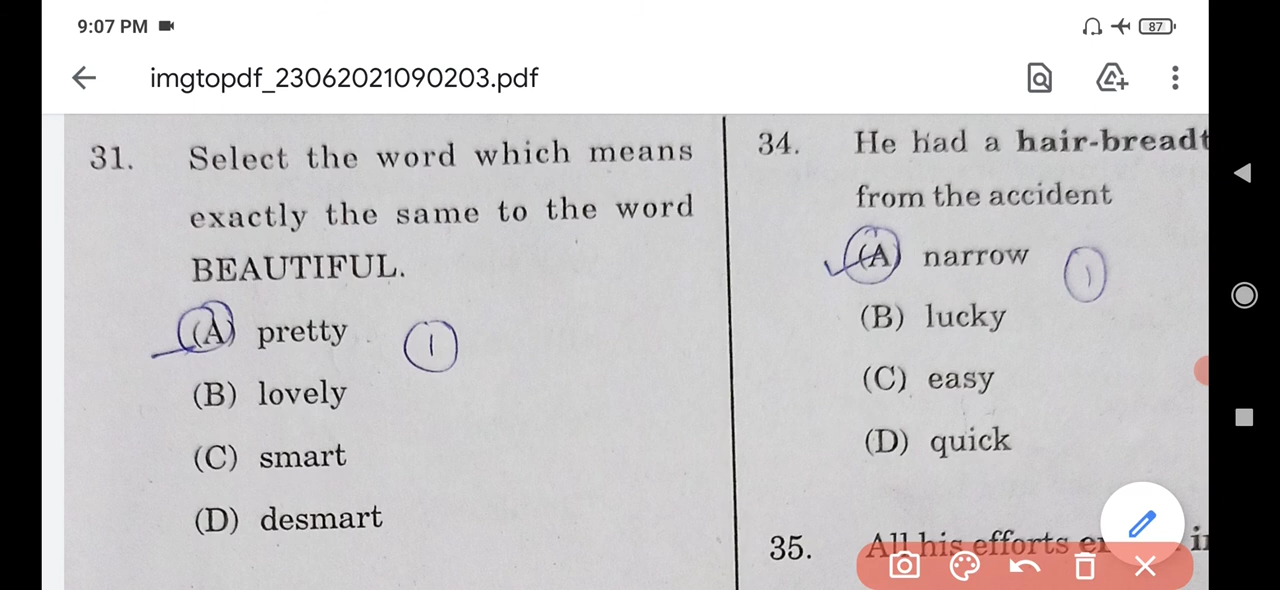 9:07 PM
87
imgtopdf_23062021090203.pdf
31. Select the word which means
exactly the same to the word
BEAUTIFUL.
(A) pretty 1
(B) lovely
(C) smart
(D) desmart
34. He had a hair-breadt
from the accident
(A) narrow 1
(B) lucky
(C) easy
(D) quick
35. All his efforts